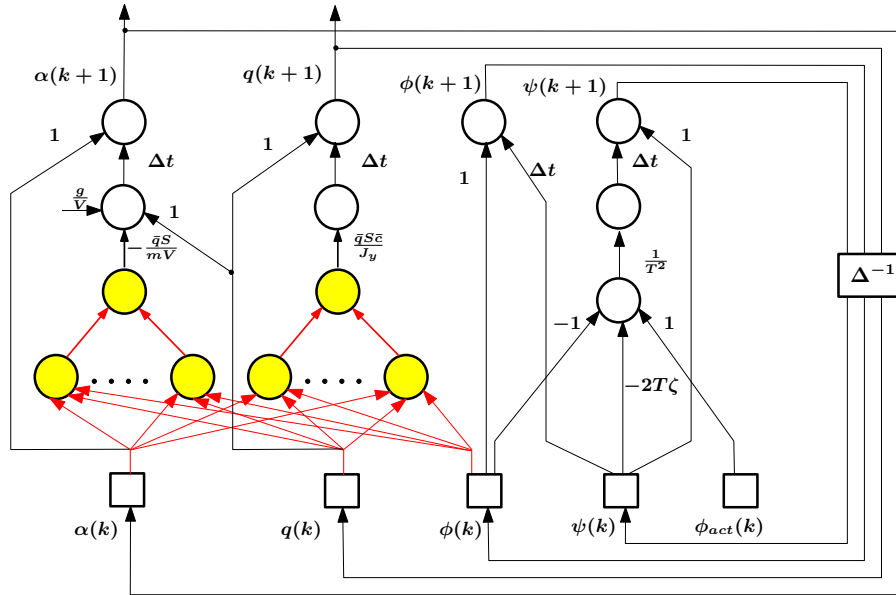 α(k + 1)
q(k + 1)
ϕ(k + 1)
ψ(k + 1)
1
1
1
Δt
Δt
Δt
Δt
1
g/V
1
−q̄S/mV
q̄Sc̄/J_y
1/T²
Δ⁻¹
−1
1
−2Tζ
. . . .
. . . .
α(k)
q(k)
ϕ(k)
ψ(k)
ϕ_act(k)